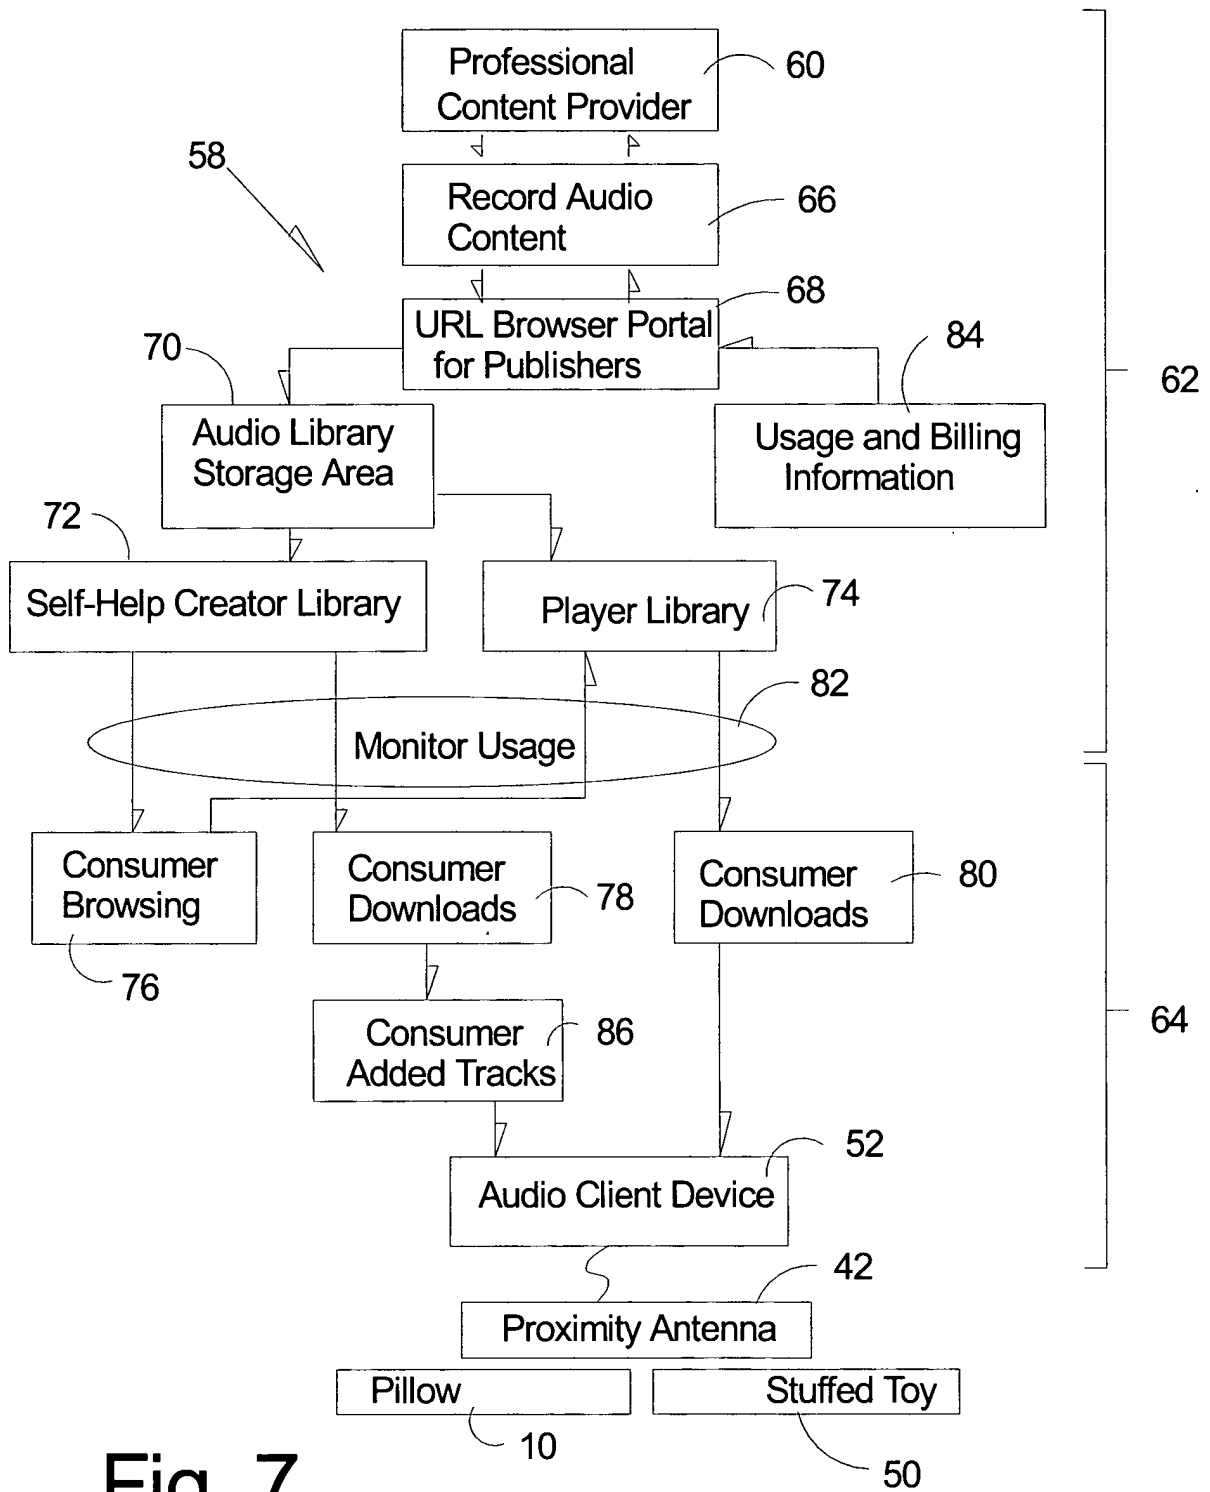 Professional
Content Provider
60
58
Record Audio
Content
66
URL Browser Portal
for Publishers
68
70
84
62
Audio Library
Storage Area
Usage and Billing
Information
72
Self-Help Creator Library
Player Library
74
82
Monitor Usage
Consumer
Browsing
76
Consumer
Downloads
78
Consumer
Downloads
80
Consumer
Added Tracks
86
64
52
Audio Client Device
42
Proximity Antenna
Pillow
Stuffed Toy
10
50
Fig. 7